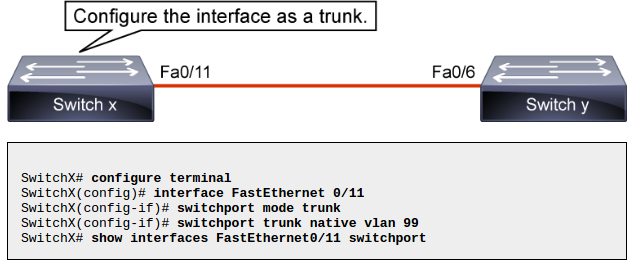 Configure the interface as a trunk.
Fa0/11
Fa0/6
Switch x
Switch y
SwitchX# configure terminal
SwitchX(config)# interface FastEthernet 0/11
SwitchX(config-if)# switchport mode trunk
SwitchX(config-if)# switchport trunk native vlan 99
SwitchX# show interfaces FastEthernet0/11 switchport